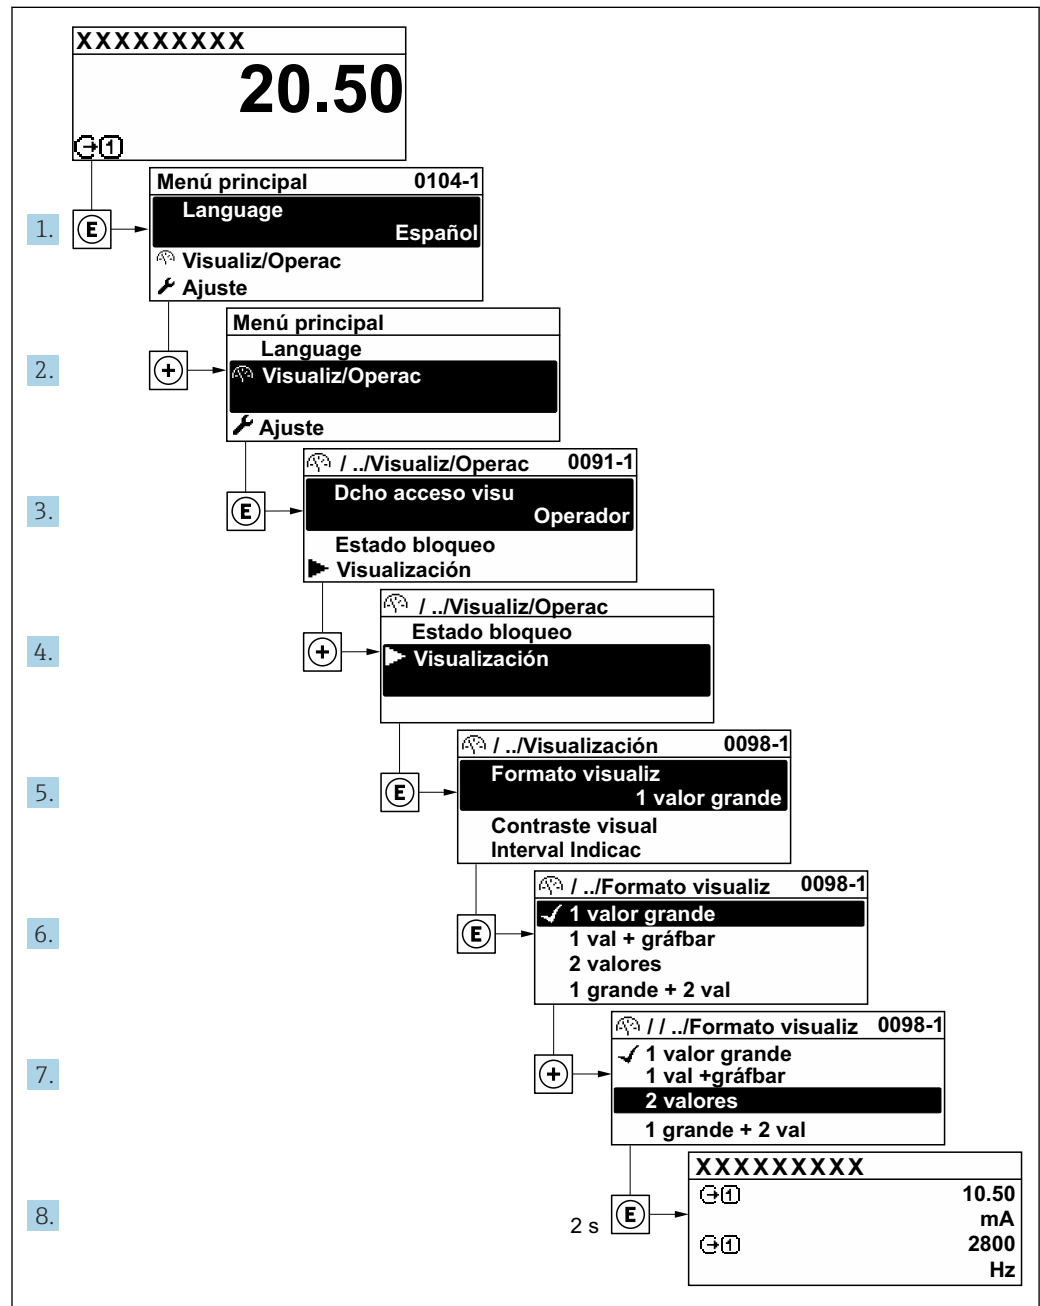 XXXXXXXXX
20.50
1
Menú principal 0104-1
Language
1. E Español
Visualiz/Operac
Ajuste
Menú principal
Language
2. + Visualiz/Operac
Ajuste
/ ../Visualiz/Operac 0091-1
Dcho acceso visu
3. E Operador
Estado bloqueo
Visualización
/ ../Visualiz/Operac
Estado bloqueo
4. + Visualización
/ ../Visualización 0098-1
Formato visualiz
5. E 1 valor grande
Contraste visual
Interval Indicac
/ ../Formato visualiz 0098-1
1 valor grande
6. E 1 val + gráfbar
2 valores
1 grande + 2 val
/ / ../Formato visualiz 0098-1
1 valor grande
7. + 1 val +gráfbar
2 valores
1 grande + 2 val
XXXXXXXXX
1 10.50
8. 2 s E mA
1 2800
Hz